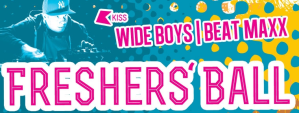 KISS
WIDE BOYS | BEAT MAXX
FRESHERS' BALL